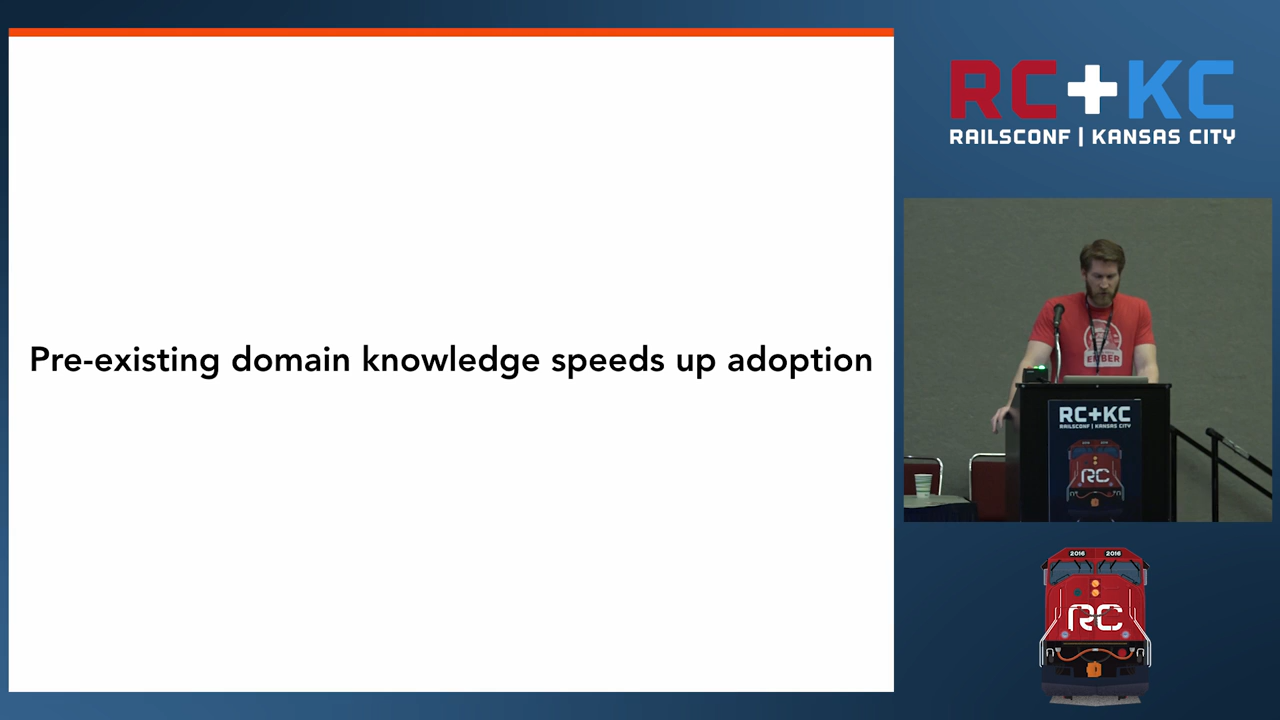 Pre-existing domain knowledge speeds up adoption
RC+KC
RAILSCONF | KANSAS CITY
EMBER
RC+KC
RAILSCONF | KANSAS CITY
RC
2016 2016
RC